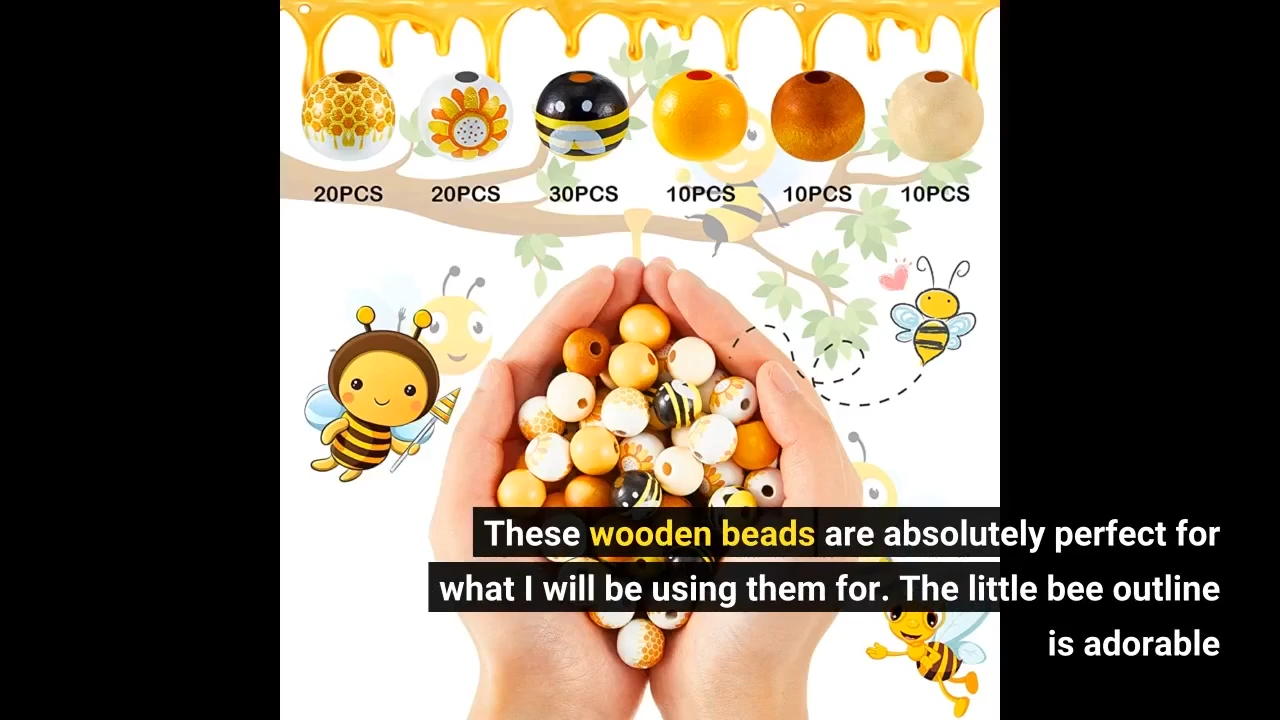 20PCS 20PCS 30PCS 10PCS 10PCS 10PCS
These wooden beads are absolutely perfect for
what I will be using them for. The little bee outline
is adorable